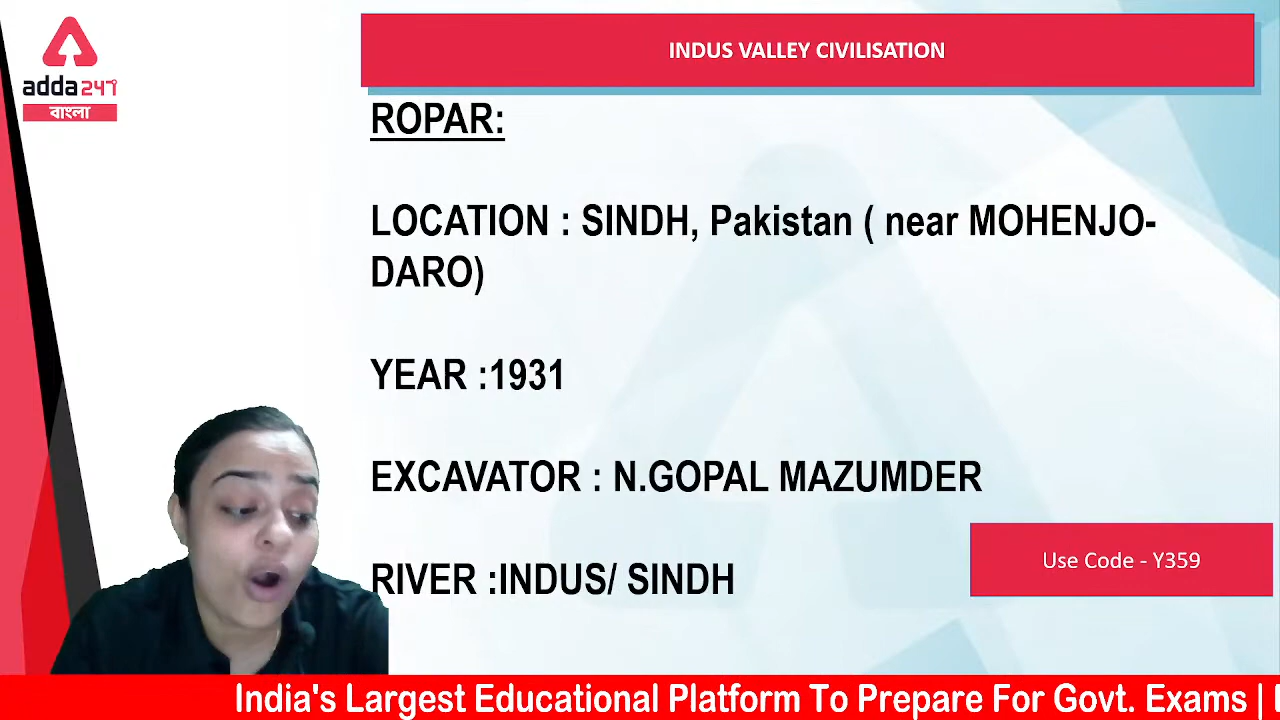 adda247
বাংলা
INDUS VALLEY CIVILISATION
ROPAR:
LOCATION : SINDH, Pakistan ( near MOHENJO-
DARO)
YEAR :1931
EXCAVATOR : N.GOPAL MAZUMDER
RIVER :INDUS/ SINDH
Use Code - Y359
India's Largest Educational Platform To Prepare For Govt. Exams |